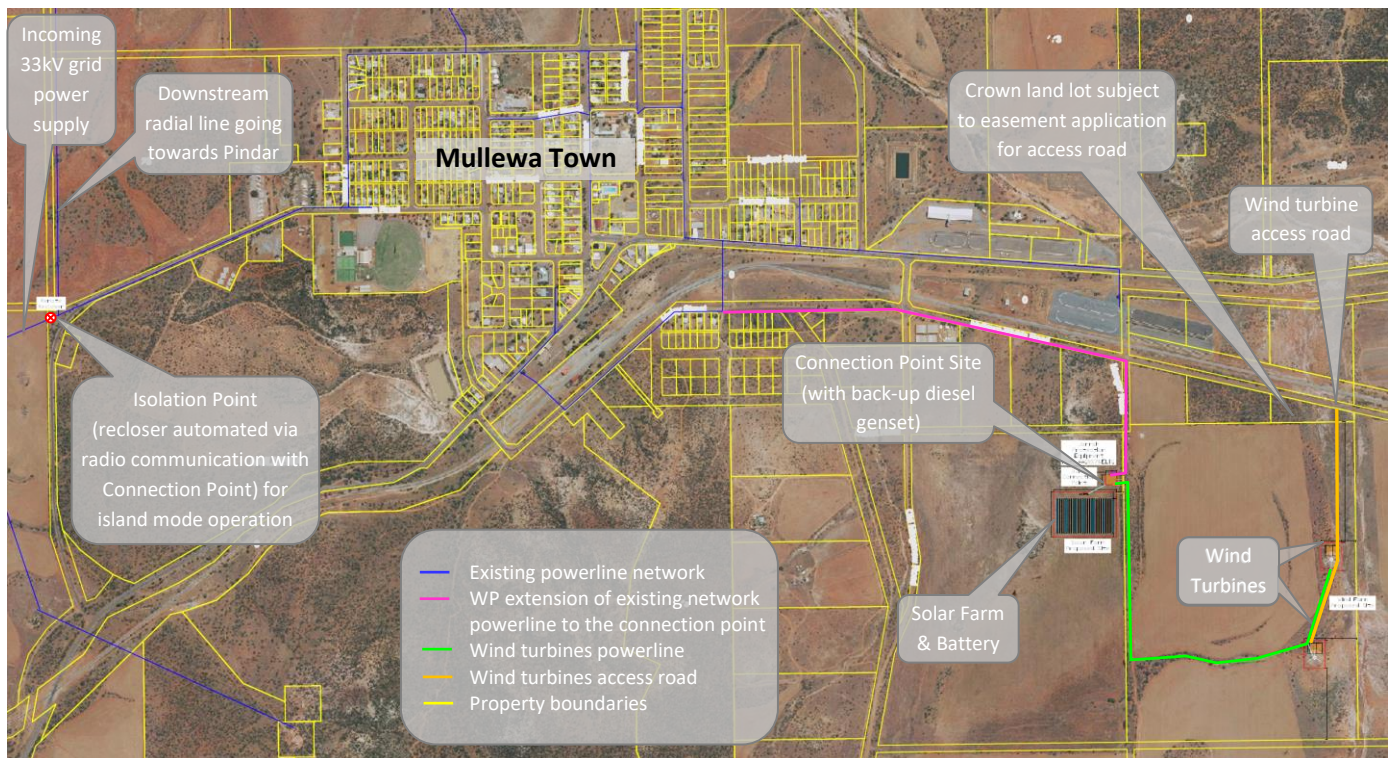 Incoming
33kV grid
power
supply
Downstream
radial line going
towards Pindar
Mullewa Town
Crown land lot subject
to easement application
for access road
Wind turbine
access road
Connection Point Site
(with back-up diesel
genset)
Isolation Point
(recloser automated via
radio communication with
Connection Point) for
island mode operation
Existing powerline network
WP extension of existing network
powerline to the connection point
Wind turbines powerline
Wind turbines access road
Property boundaries
Solar Farm
& Battery
Wind
Turbines